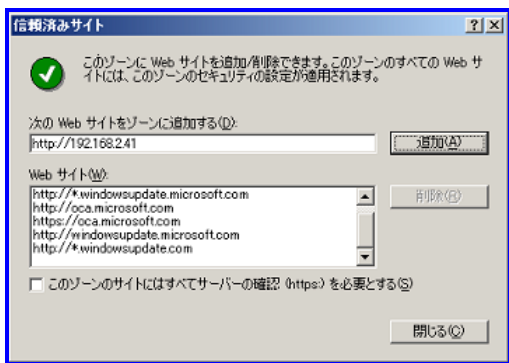 信頼済みサイト
このゾーンに Web サイトを追加/削除できます。このゾーンのすべての Web サ
イトには、このゾーンのセキュリティの設定が適用されます。
次の Web サイトをゾーンに追加する(D):
http://192.168.2.41
追加(A)
Web サイト(W):
http://*.windowsupdate.microsoft.com
http://oca.microsoft.com
https://oca.microsoft.com
http://windowsupdate.microsoft.com
http://*.windowsupdate.com
削除(R)
このゾーンのサイトにはすべてサーバーの確認 (https:) を必要とする(S)
閉じる(C)